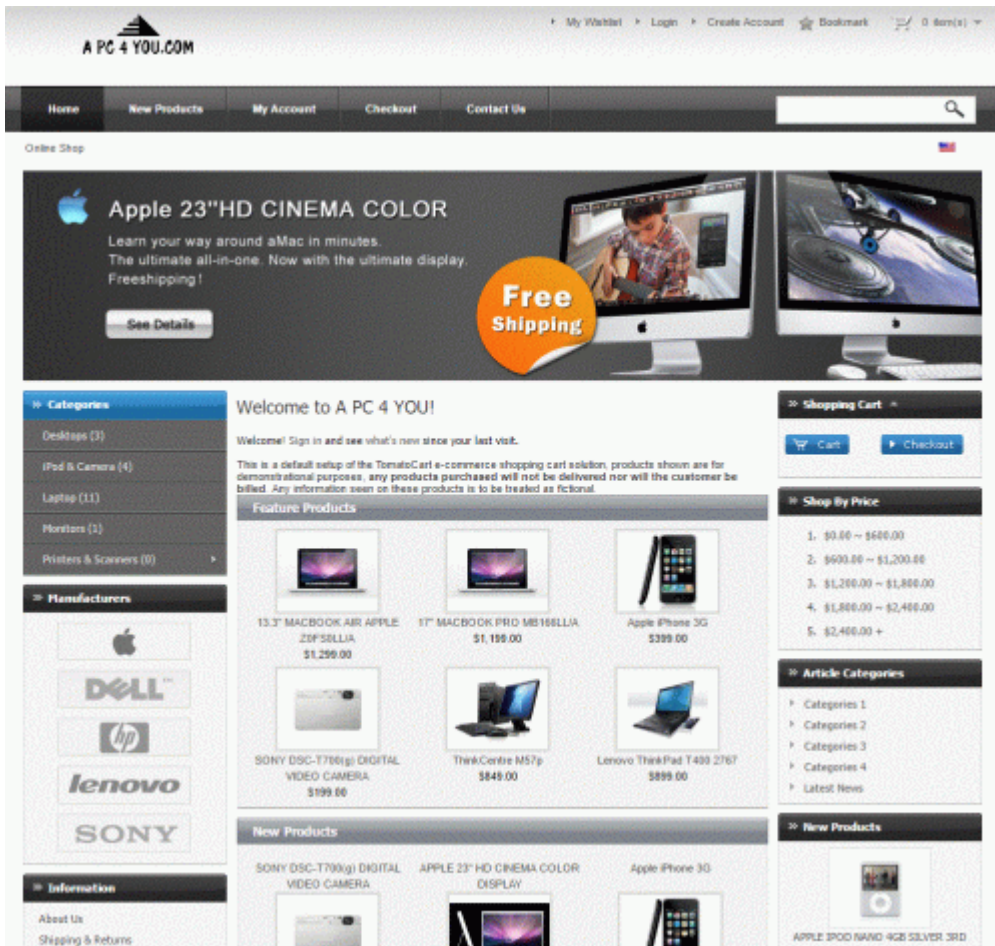 My Wishlist
Login
Create Account
Bookmark
0 item(s)
A PC 4 YOU.COM
Home
New Products
My Account
Checkout
Contact Us
Online Shop
Apple 23"HD CINEMA COLOR
Learn your way around aMac in minutes.
The ultimate all-in-one. Now with the ultimate display.
Freeshipping!
See Details
Free
Shipping
Categories
Desktops (3)
iPod & Camera (4)
Laptop (11)
Monitors (1)
Printers & Scanners (0)
Manufacturers
DELL
hp
lenovo
SONY
Information
About Us
Shipping & Returns
Welcome to A PC 4 YOU!
Welcome! Sign in and see what's new since your last visit.
This is a default setup of the TomatoCart e-commerce shopping cart solution, products shown are for
demonstrational purposes, any products purchased will not be delivered nor will the customer be
billed. Any information seen on these products is to be treated as fictional.
Feature Products
13.3" MACBOOK AIR APPLE
Z0FS0LL/A
$1,299.00
17" MACBOOK PRO MB166LL/A
$1,199.00
Apple iPhone 3G
$399.00
SONY DSC-T700(g) DIGITAL
VIDEO CAMERA
$199.00
ThinkCentre M57p
$849.00
Lenovo ThinkPad T400 2767
$899.00
New Products
SONY DSC-T700(g) DIGITAL
VIDEO CAMERA
APPLE 23" HD CINEMA COLOR
DISPLAY
Apple iPhone 3G
Shopping Cart
Cart
Checkout
Shop By Price
1. $0.00 ~ $600.00
2. $600.00 ~ $1,200.00
3. $1,200.00 ~ $1,800.00
4. $1,800.00 ~ $2,400.00
5. $2,400.00 +
Article Categories
Categories 1
Categories 2
Categories 3
Categories 4
Latest News
New Products
APPLE IPOD NANO 4GB SILVER 3RD